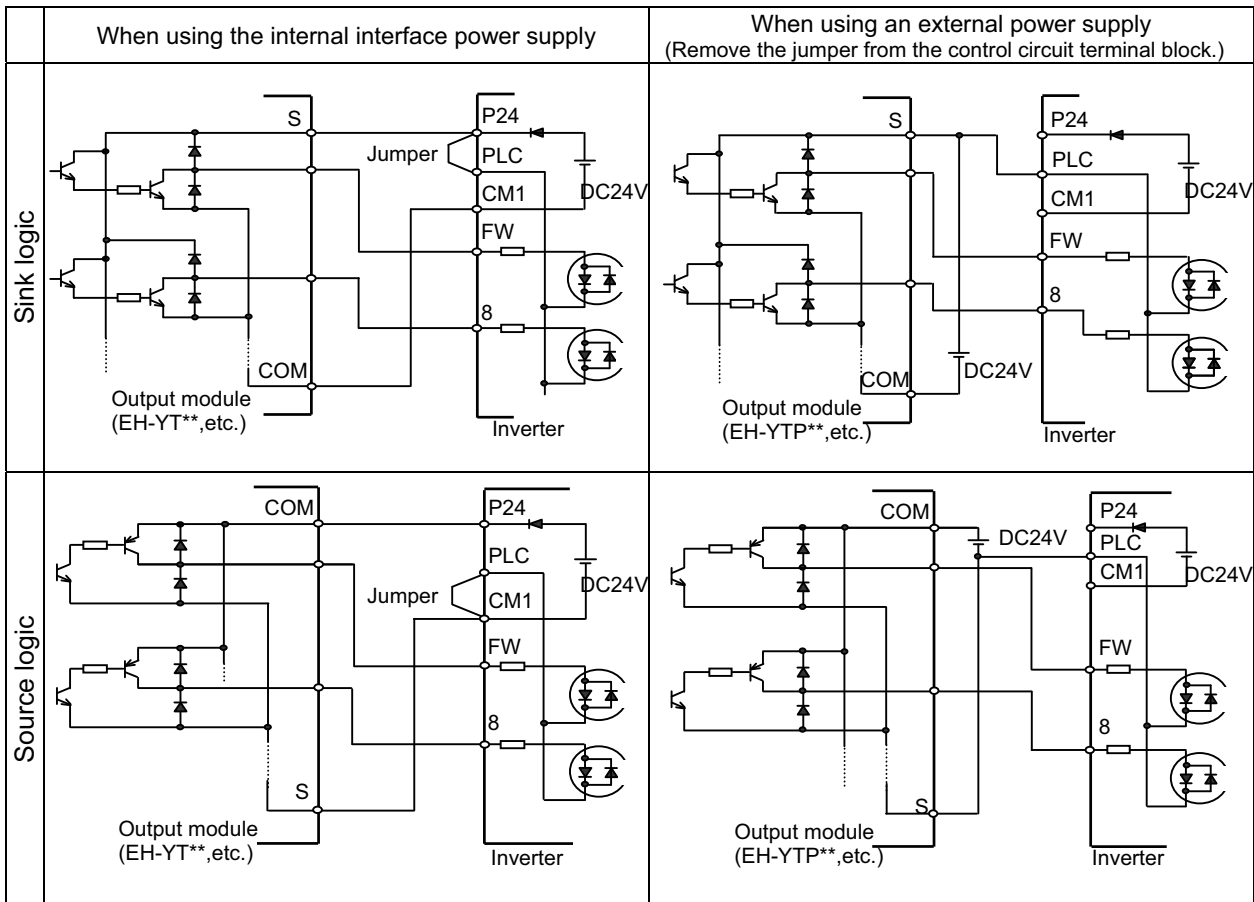 When using the internal interface power supply
When using an external power supply
(Remove the jumper from the control circuit terminal block.)
Sink logic
S
P24
Jumper
PLC
DC24V
CM1
FW
8
COM
Output module
(EH-YT**,etc.)
Inverter
S
P24
PLC
DC24V
CM1
FW
8
DC24V
COM
Output module
(EH-YTP**,etc.)
Inverter
Source logic
COM
P24
PLC
DC24V
Jumper
CM1
FW
8
S
Output module
(EH-YT**,etc.)
Inverter
COM
DC24V
P24
PLC
CM1
DC24V
FW
8
S
Output module
(EH-YTP**,etc.)
Inverter